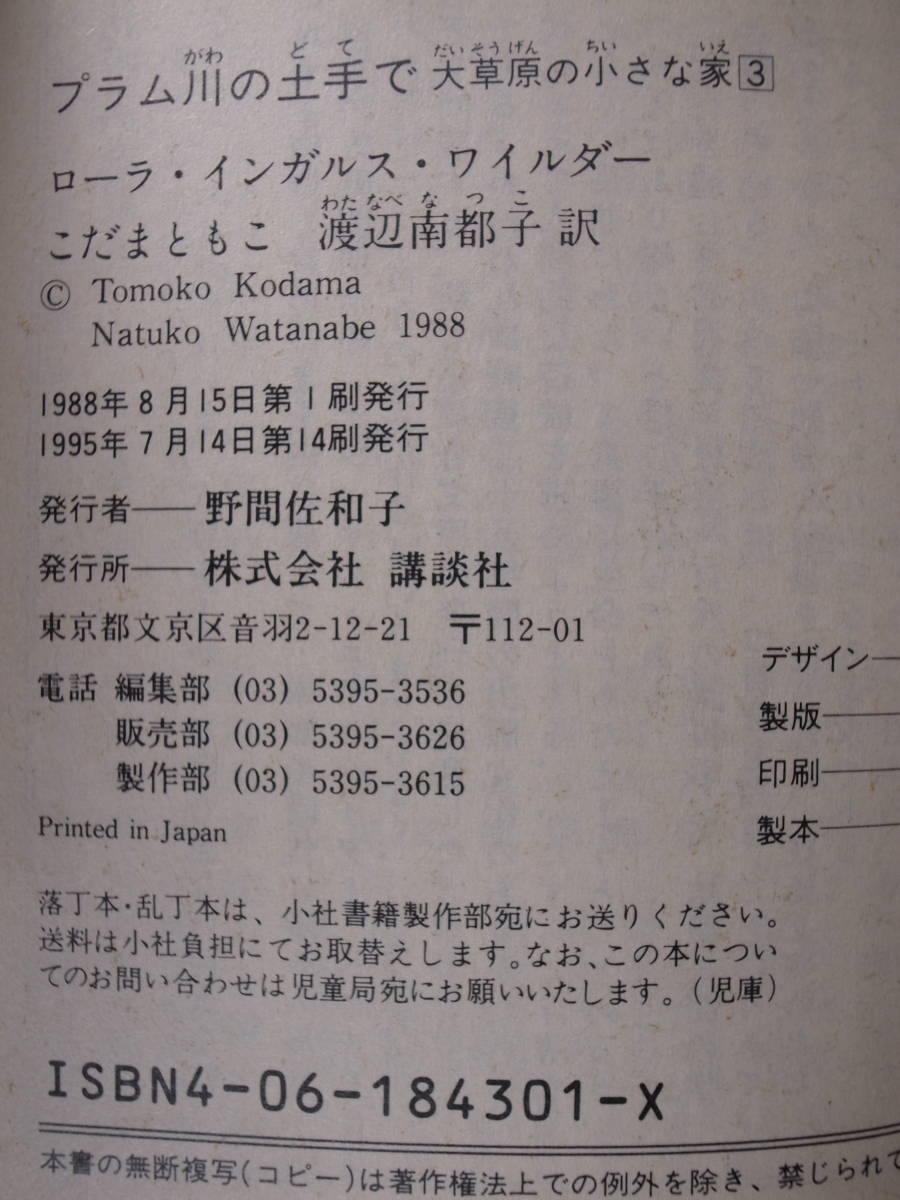 プラム川の土手で 大草原の小さな家3
ローラ・インガルス・ワイルダー
こだまともこ 渡辺南都子 訳
© Tomoko Kodama
Natuko Watanabe 1988
1988年8月15日第1刷発行
1995年7月14日第14刷発行
発行者――野間佐和子
発行所――株式会社 講談社
東京都文京区音羽2-12-21 〒112-01
電話 編集部 (03) 5395-3536
販売部 (03) 5395-3626
製作部 (03) 5395-3615
Printed in Japan
デザイン―
製版――
印刷――
製本――
落丁本・乱丁本は、小社書籍製作部宛にお送りください。
送料は小社負担にてお取替えします。なお、この本につい
てのお問い合わせは児童局宛にお願いいたします。(児庫)
ISBN4-06-184301-X
本書の無断複写(コピー)は著作権法上での例外を除き、禁じられて